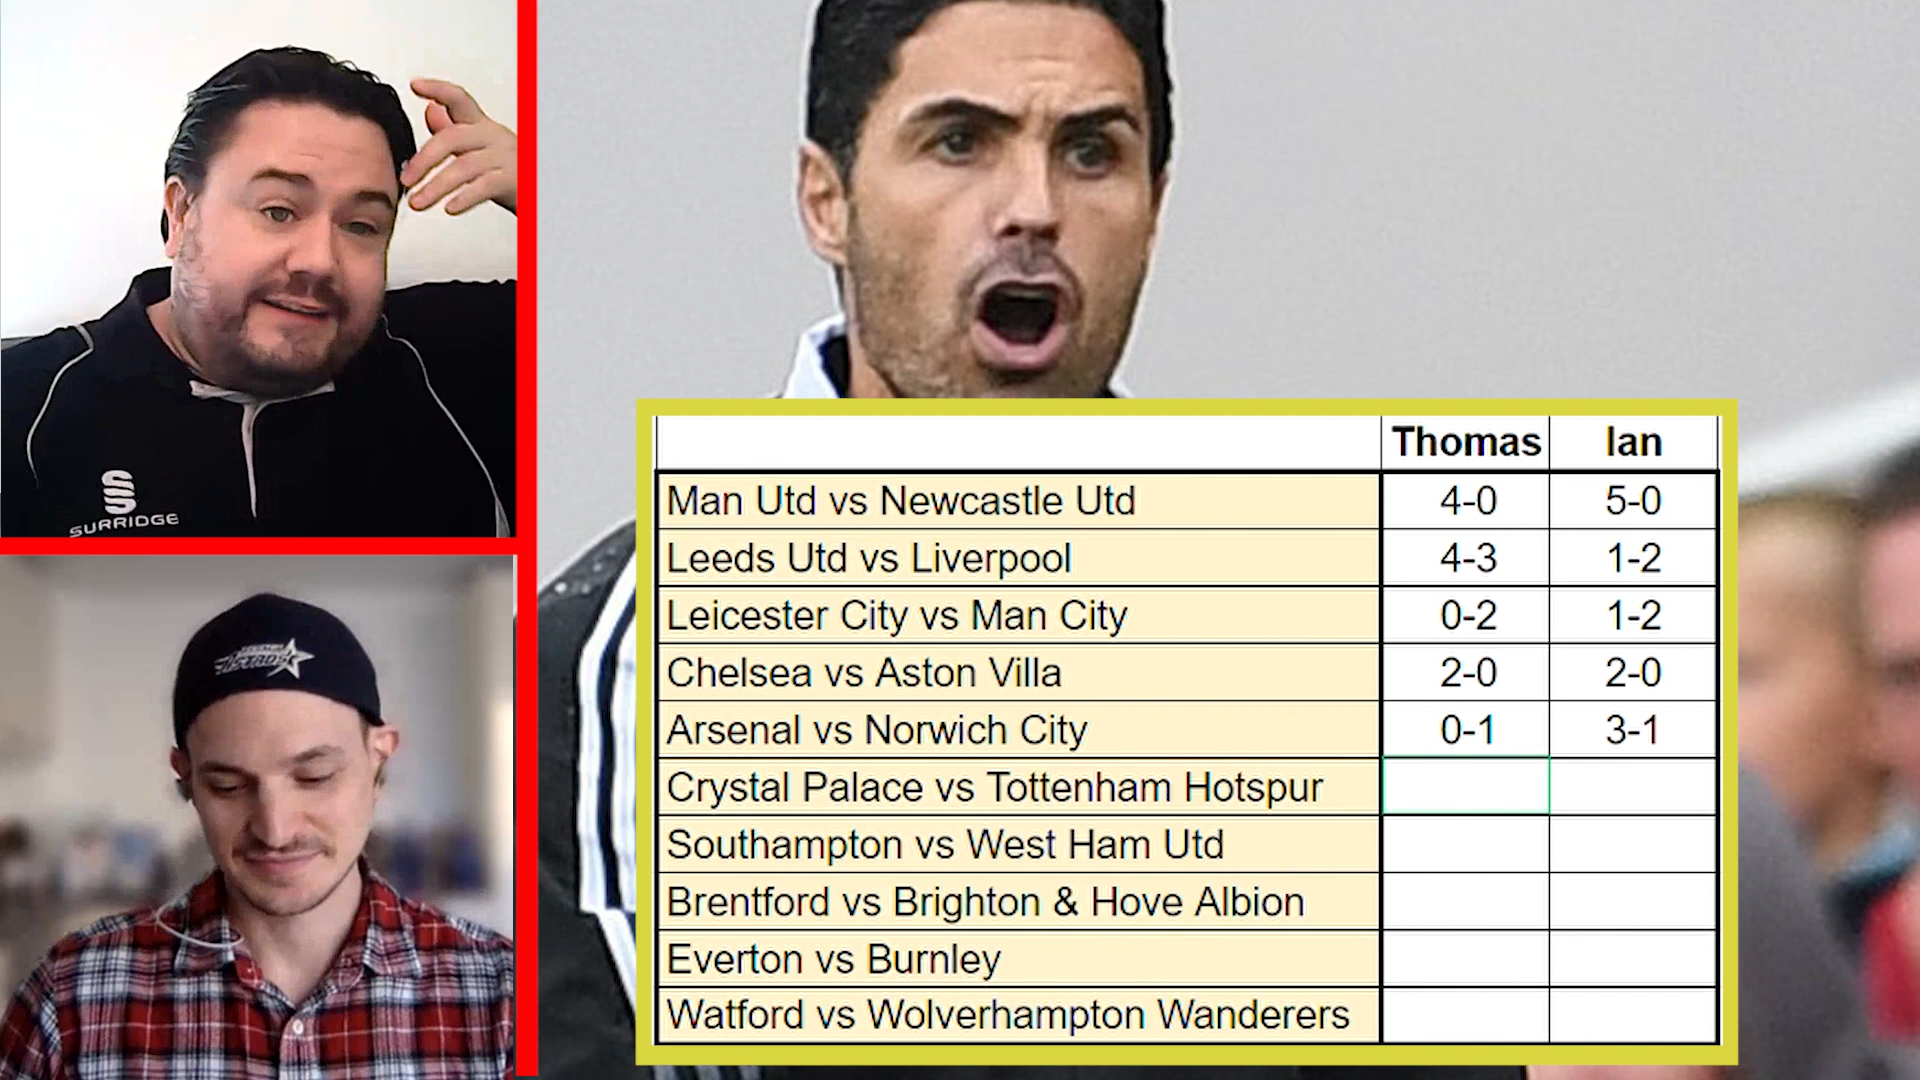 SURRIDGE
ASTROS
Thomas Ian
Man Utd vs Newcastle Utd 4-0 5-0
Leeds Utd vs Liverpool 4-3 1-2
Leicester City vs Man City 0-2 1-2
Chelsea vs Aston Villa 2-0 2-0
Arsenal vs Norwich City 0-1 3-1
Crystal Palace vs Tottenham Hotspur
Southampton vs West Ham Utd
Brentford vs Brighton & Hove Albion
Everton vs Burnley
Watford vs Wolverhampton Wanderers